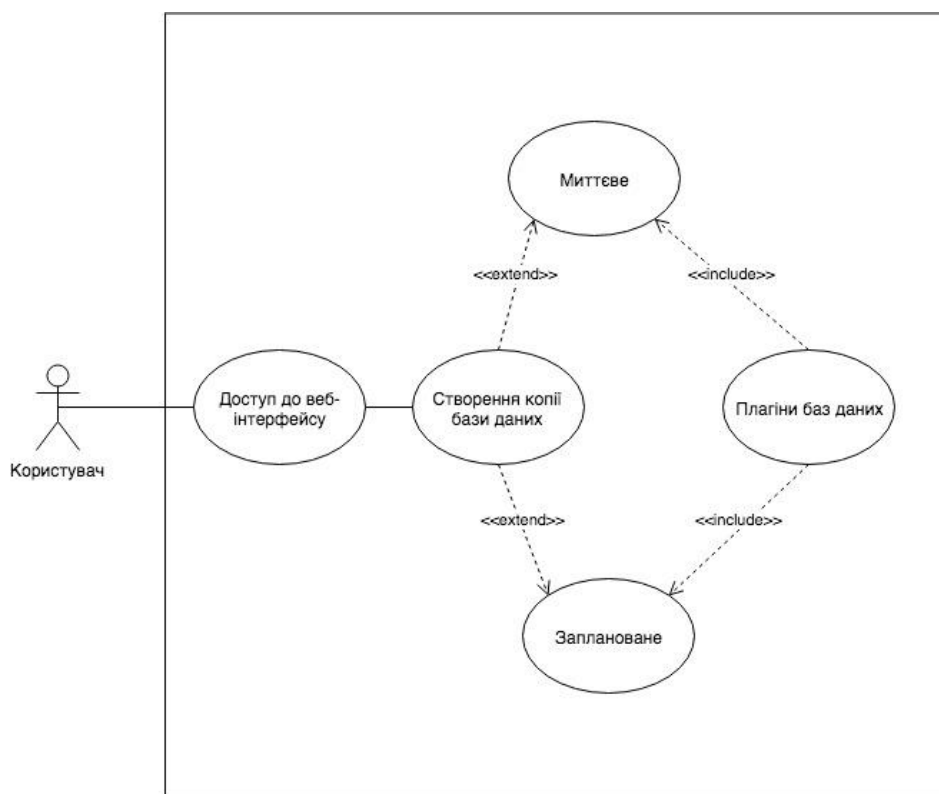 Миттєве
<<extend>>
<<include>>
Доступ до веб-
інтерфейсу
Створення копії
бази даних
Плагіни баз даних
Користувач
<<extend>>
<<include>>
Заплановане